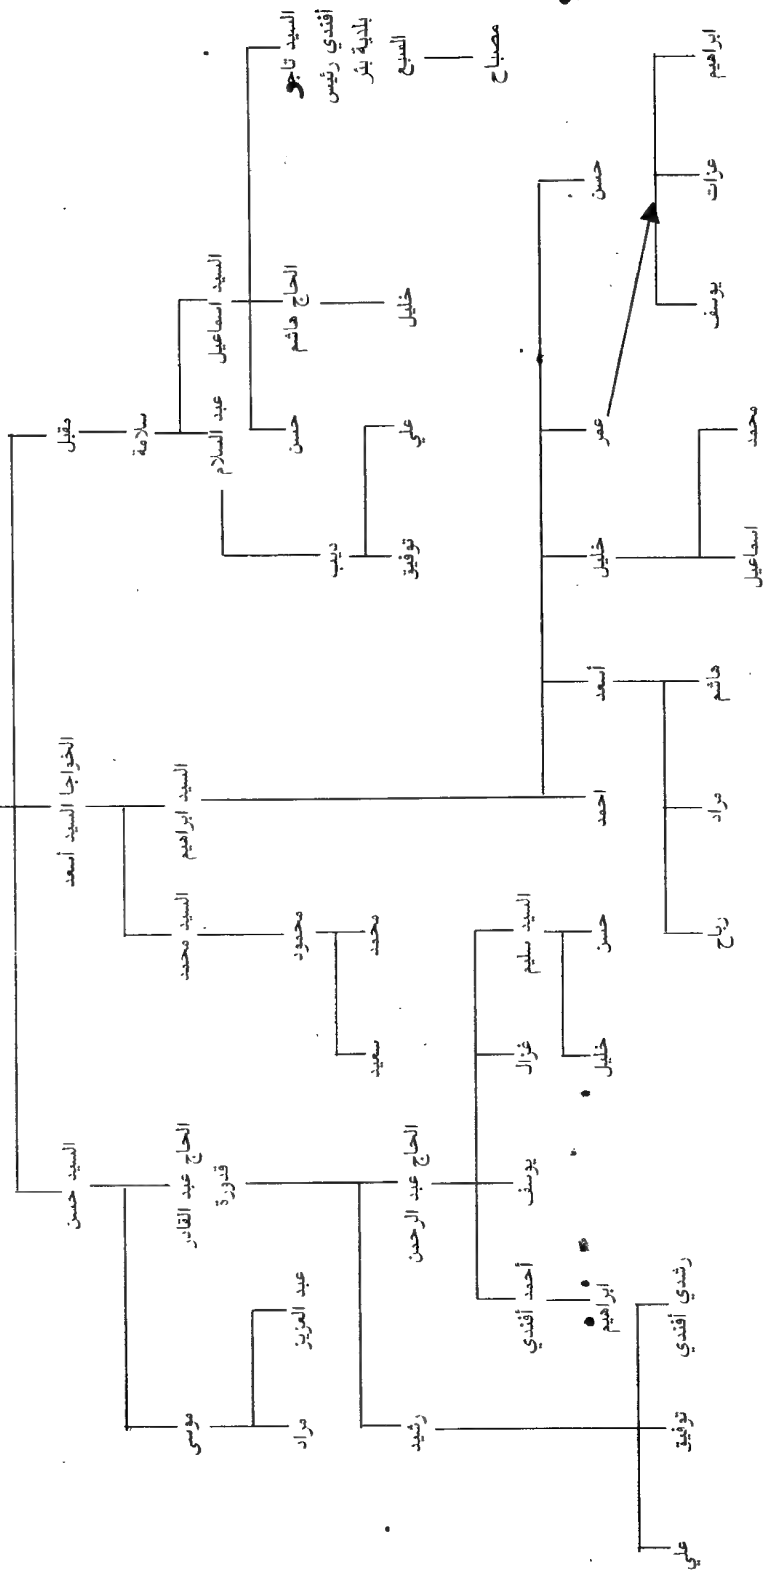 مقبل
الخواجا السيد أسعد
السيد حسن
سلامة
السيد
اسماعيل
عبد
السلام
السيد
ابراهيم
السيد
محمد
الحاج
عبد القادر
قدورة
موسى
السيد تاجو
أفندي رئيس
بلدية بئر
السبع
مصباح
الحاج
هاشم
حسن
ديب
محمود
عبد
العزيز
مراد
خليل
علي
توفيق
محمد
سعيد
الحاج
عبد الرحمن
رشيد
السيد
سليم
غزال
يوسف
أحمد
أفندي
حسن
عمر
خليل
أسعد
احمد
حسن
خليل
ابراهيم
ابراهيم
عزات
يوسف
محمد
اسماعيل
هاشم
مراد
رباح
رشدي
أفندي
توفيق
علي